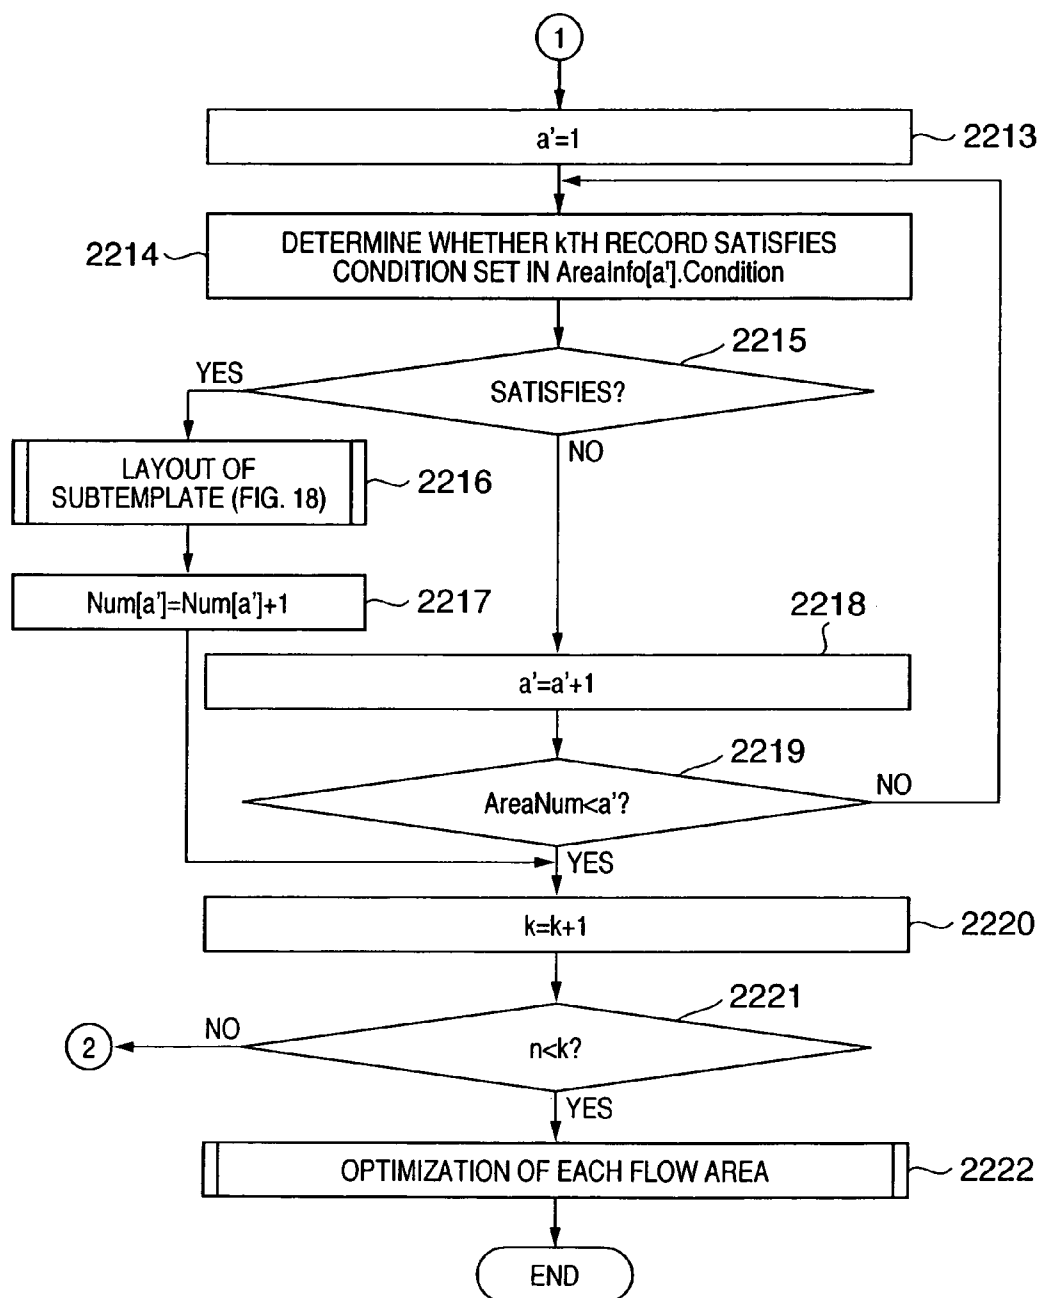 1
a'=1
2213
2214
DETERMINE WHETHER kTH RECORD SATISFIES
CONDITION SET IN AreaInfo[a'].Condition
2215
YES
SATISFIES?
NO
LAYOUT OF
SUBTEMPLATE (FIG. 18)
2216
Num[a']=Num[a']+1
2217
2218
a'=a'+1
2219
NO
AreaNum<a'?
YES
k=k+1
2220
2221
NO
2
n<k?
YES
OPTIMIZATION OF EACH FLOW AREA
2222
END